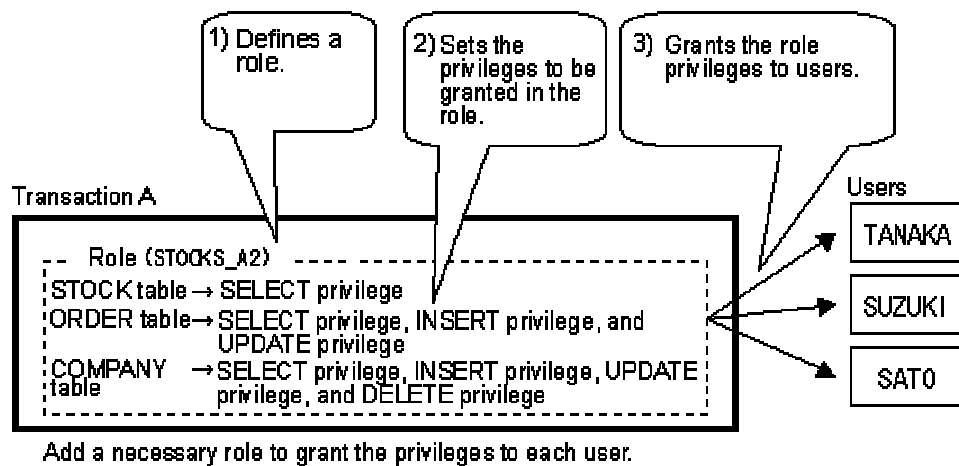 1) Defines a
role.
2) Sets the
privileges to be
granted in the
role.
3) Grants the role
privileges to users.
Transaction A
Users
Role (STOCKS_A2)
STOCK table → SELECT privilege
ORDER table → SELECT privilege, INSERT privilege, and
UPDATE privilege
COMPANY
table
→ SELECT privilege, INSERT privilege, UPDATE
privilege, and DELETE privilege
TANAKA
SUZUKI
SATO
Add a necessary role to grant the privileges to each user.